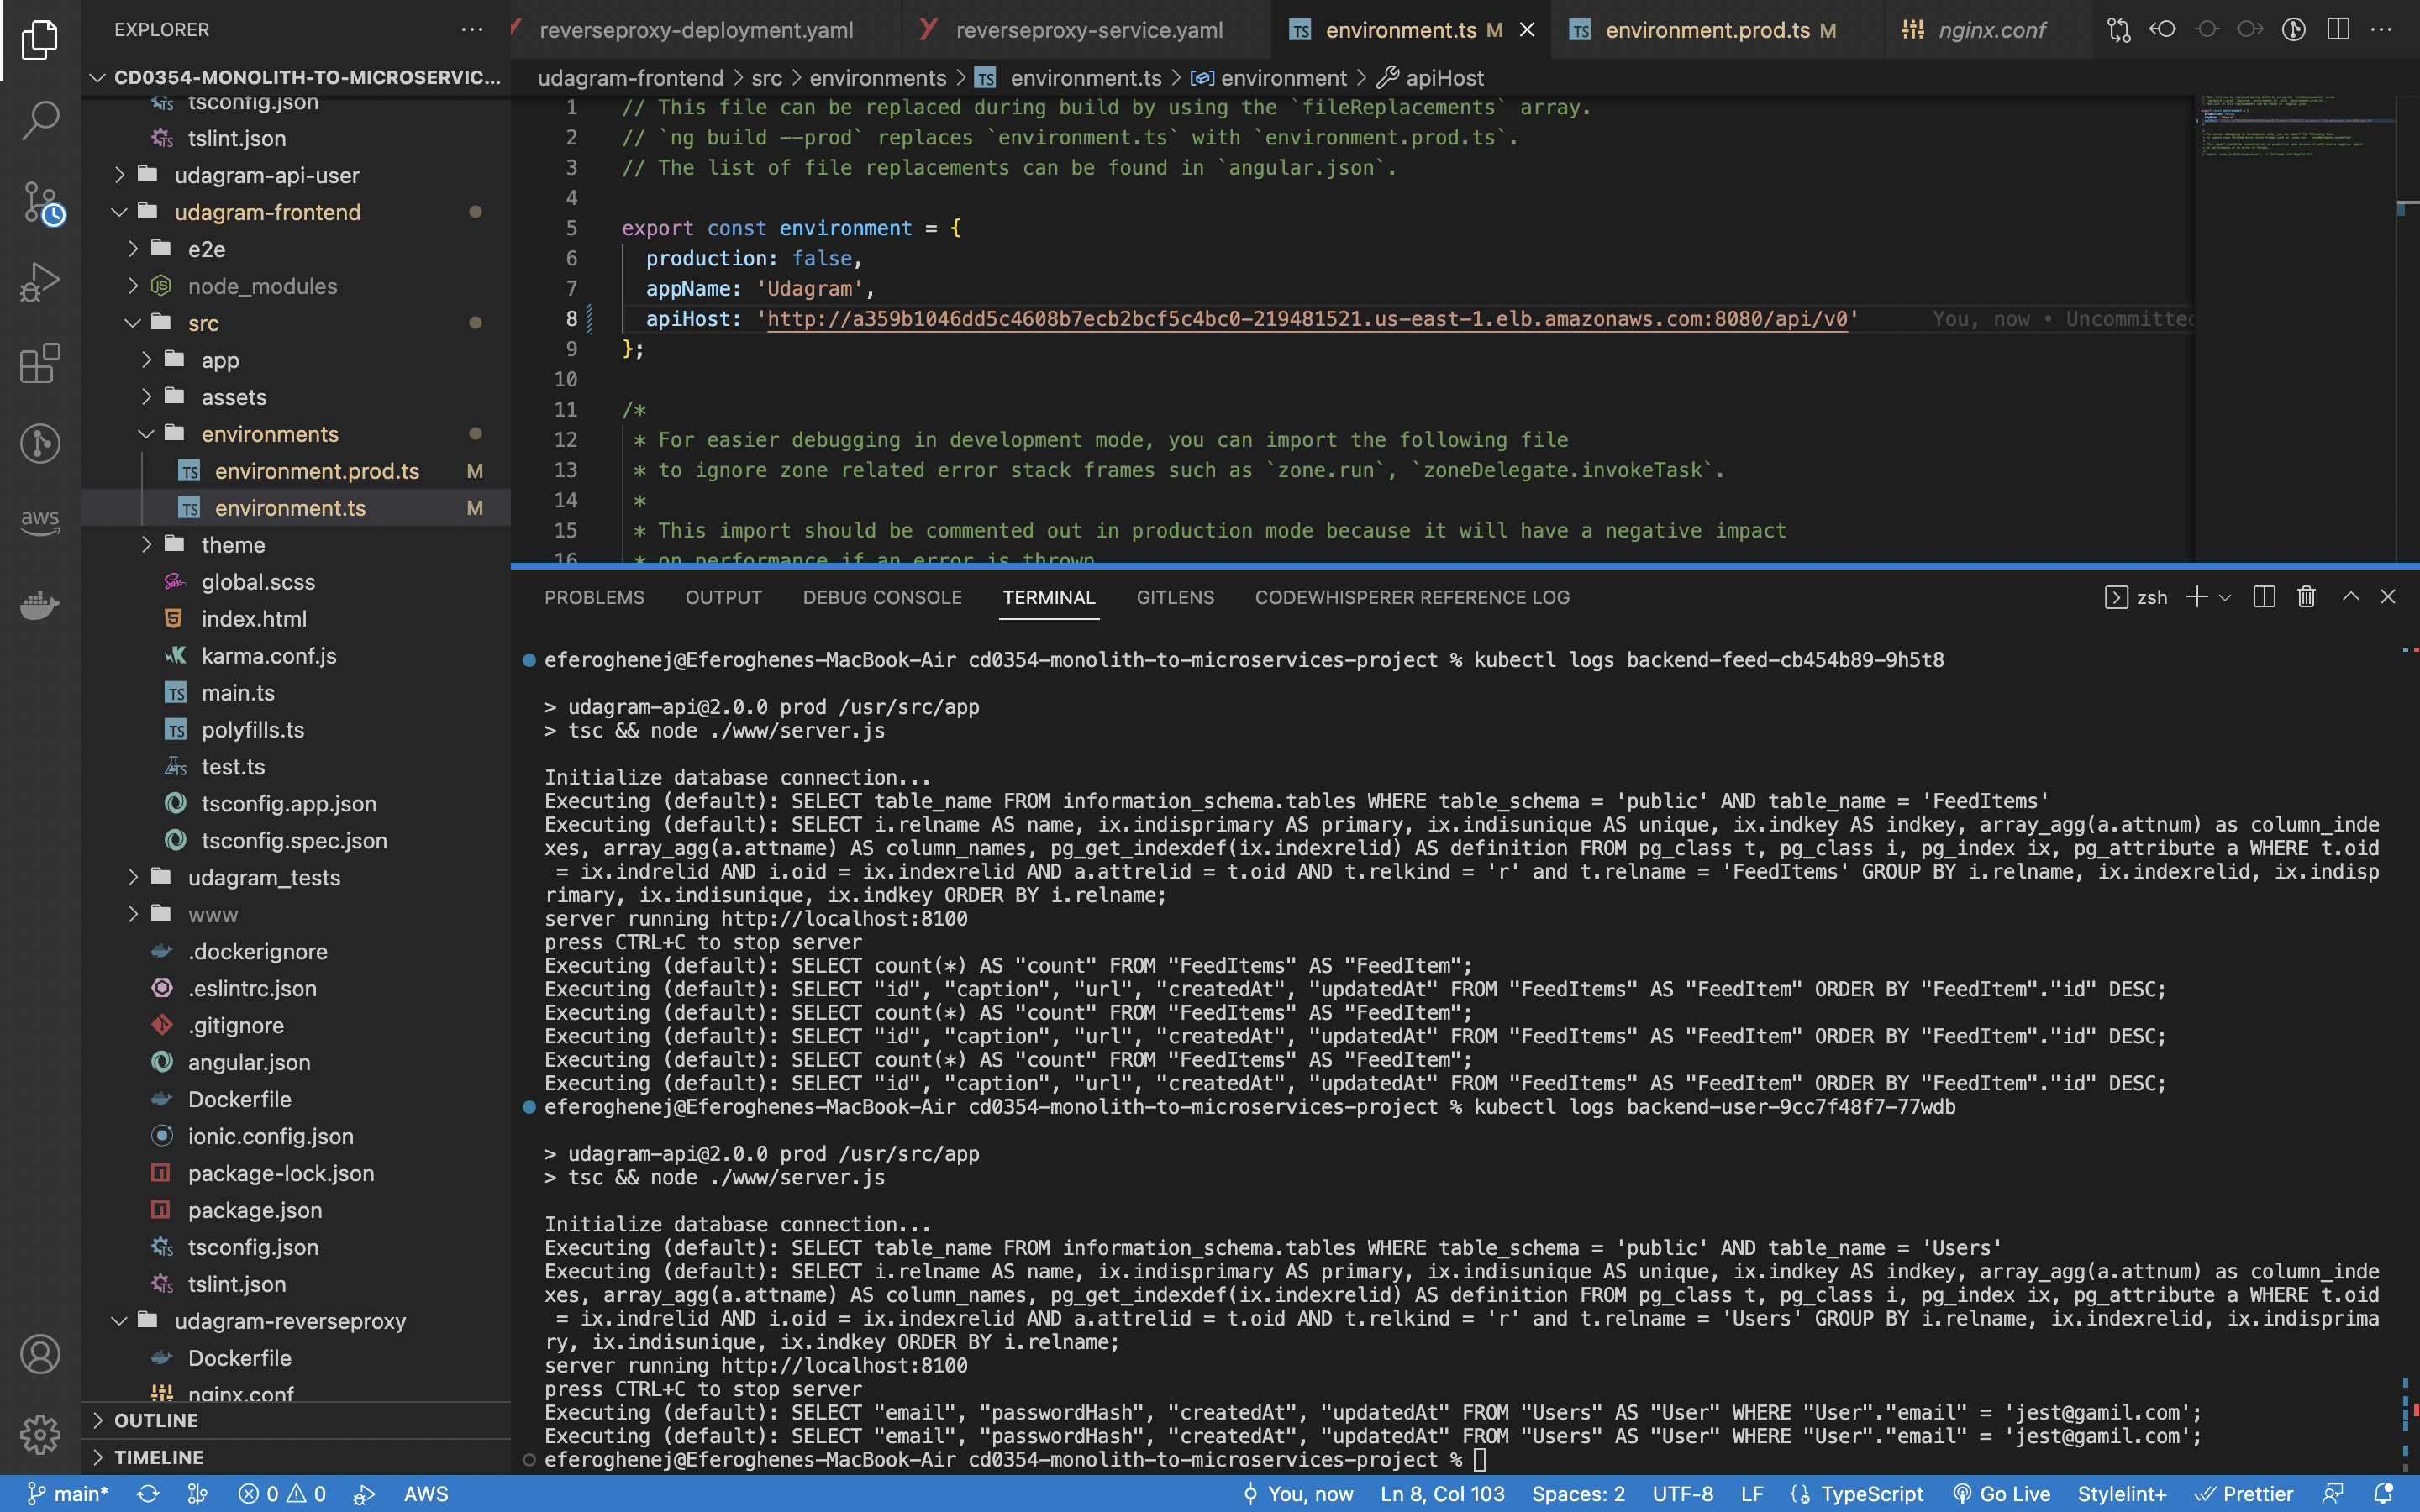 EXPLORER
CD0354-MONOLITH-TO-MICROSERVIC...
tsconfig.json
tslint.json
udagram-api-user
udagram-frontend
e2e
node_modules
src
app
assets
environments
environment.prod.ts M
environment.ts M
theme
global.scss
index.html
karma.conf.js
main.ts
polyfills.ts
test.ts
tsconfig.app.json
tsconfig.spec.json
udagram_tests
www
.dockerignore
.eslintrc.json
.gitignore
angular.json
Dockerfile
ionic.config.json
package-lock.json
package.json
tsconfig.json
tslint.json
udagram-reverseproxy
Dockerfile
nginx.conf
OUTLINE
TIMELINE
aws
reverseproxy-deployment.yaml
reverseproxy-service.yaml
environment.ts M
environment.prod.ts M
nginx.conf
udagram-frontend > src > environments > environment.ts > environment > apiHost
1 // This file can be replaced during build by using the `fileReplacements` array.
2 // `ng build --prod` replaces `environment.ts` with `environment.prod.ts`.
3 // The list of file replacements can be found in `angular.json`.
4
5 export const environment = {
6 production: false,
7 appName: 'Udagram',
8 apiHost: 'http://a359b1046dd5c4608b7ecb2bcf5c4bc0-219481521.us-east-1.elb.amazonaws.com:8080/api/v0' You, now • Uncommitted
9 };
10
11 /*
12 * For easier debugging in development mode, you can import the following file
13 * to ignore zone related error stack frames such as `zone.run`, `zoneDelegate.invokeTask`.
14 *
15 * This import should be commented out in production mode because it will have a negative impact
16 * on performance if an error is thrown
PROBLEMS OUTPUT DEBUG CONSOLE TERMINAL GITLENS CODEWHISPERER REFERENCE LOG
zsh
eferoghenej@Eferoghenes-MacBook-Air cd0354-monolith-to-microservices-project % kubectl logs backend-feed-cb454b89-9h5t8
> udagram-api@2.0.0 prod /usr/src/app
> tsc && node ./www/server.js
Initialize database connection...
Executing (default): SELECT table_name FROM information_schema.tables WHERE table_schema = 'public' AND table_name = 'FeedItems'
Executing (default): SELECT i.relname AS name, ix.indisprimary AS primary, ix.indisunique AS unique, ix.indkey AS indkey, array_agg(a.attnum) as column_inde
xes, array_agg(a.attname) AS column_names, pg_get_indexdef(ix.indexrelid) AS definition FROM pg_class t, pg_class i, pg_index ix, pg_attribute a WHERE t.oid
= ix.indrelid AND i.oid = ix.indexrelid AND a.attrelid = t.oid AND t.relkind = 'r' and t.relname = 'FeedItems' GROUP BY i.relname, ix.indexrelid, ix.indisp
rimary, ix.indisunique, ix.indkey ORDER BY i.relname;
server running http://localhost:8100
press CTRL+C to stop server
Executing (default): SELECT count(*) AS "count" FROM "FeedItems" AS "FeedItem";
Executing (default): SELECT "id", "caption", "url", "createdAt", "updatedAt" FROM "FeedItems" AS "FeedItem" ORDER BY "FeedItem"."id" DESC;
Executing (default): SELECT count(*) AS "count" FROM "FeedItems" AS "FeedItem";
Executing (default): SELECT "id", "caption", "url", "createdAt", "updatedAt" FROM "FeedItems" AS "FeedItem" ORDER BY "FeedItem"."id" DESC;
Executing (default): SELECT count(*) AS "count" FROM "FeedItems" AS "FeedItem";
Executing (default): SELECT "id", "caption", "url", "createdAt", "updatedAt" FROM "FeedItems" AS "FeedItem" ORDER BY "FeedItem"."id" DESC;
eferoghenej@Eferoghenes-MacBook-Air cd0354-monolith-to-microservices-project % kubectl logs backend-user-9cc7f48f7-77wdb
> udagram-api@2.0.0 prod /usr/src/app
> tsc && node ./www/server.js
Initialize database connection...
Executing (default): SELECT table_name FROM information_schema.tables WHERE table_schema = 'public' AND table_name = 'Users'
Executing (default): SELECT i.relname AS name, ix.indisprimary AS primary, ix.indisunique AS unique, ix.indkey AS indkey, array_agg(a.attnum) as column_inde
xes, array_agg(a.attname) AS column_names, pg_get_indexdef(ix.indexrelid) AS definition FROM pg_class t, pg_class i, pg_index ix, pg_attribute a WHERE t.oid
= ix.indrelid AND i.oid = ix.indexrelid AND a.attrelid = t.oid AND t.relkind = 'r' and t.relname = 'Users' GROUP BY i.relname, ix.indexrelid, ix.indisprima
ry, ix.indisunique, ix.indkey ORDER BY i.relname;
server running http://localhost:8100
press CTRL+C to stop server
Executing (default): SELECT "email", "passwordHash", "createdAt", "updatedAt" FROM "Users" AS "User" WHERE "User"."email" = 'jest@gamil.com';
Executing (default): SELECT "email", "passwordHash", "createdAt", "updatedAt" FROM "Users" AS "User" WHERE "User"."email" = 'jest@gamil.com';
eferoghenej@Eferoghenes-MacBook-Air cd0354-monolith-to-microservices-project %
main* 0 0 AWS You, now Ln 8, Col 103 Spaces: 2 UTF-8 LF TypeScript Go Live Stylelint+ Prettier